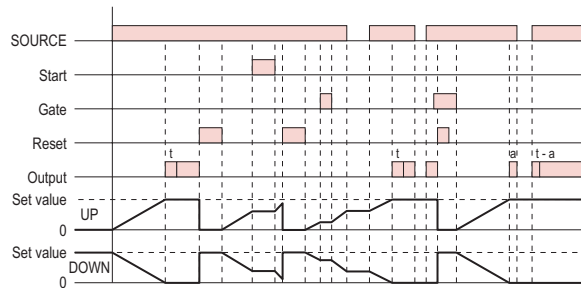 SOURCE
Start
Gate
Reset
t
t
a
t - a
Output
Set value
UP
0
Set value
DOWN
0